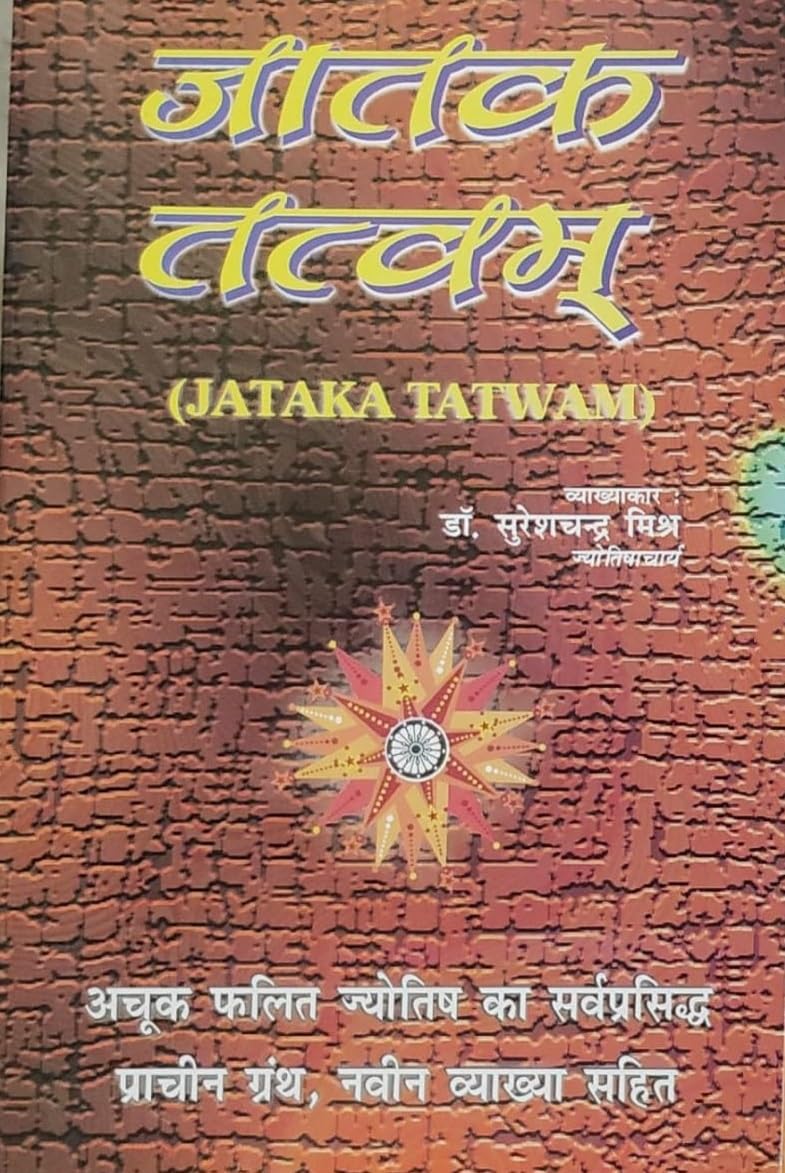 जातक
तत्वम्
(JATAKA TATWAM)
व्याख्याकार :
डॉ. सुरेशचन्द्र मिश्र
ज्योतिषाचार्य
अचूक फलित ज्योतिष का सर्वप्रसिद्ध
प्राचीन ग्रंथ, नवीन व्याख्या सहित